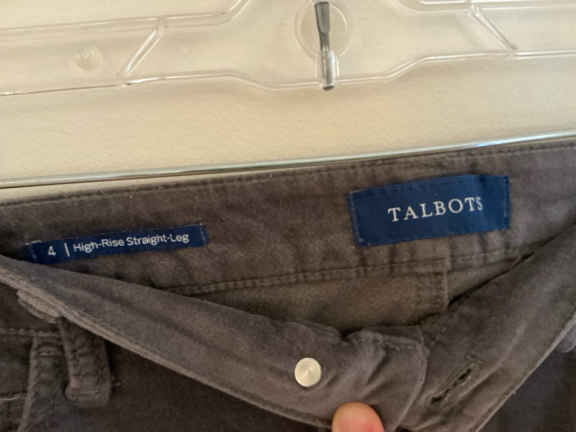 4 | High-Rise Straight-Leg
TALBOTS